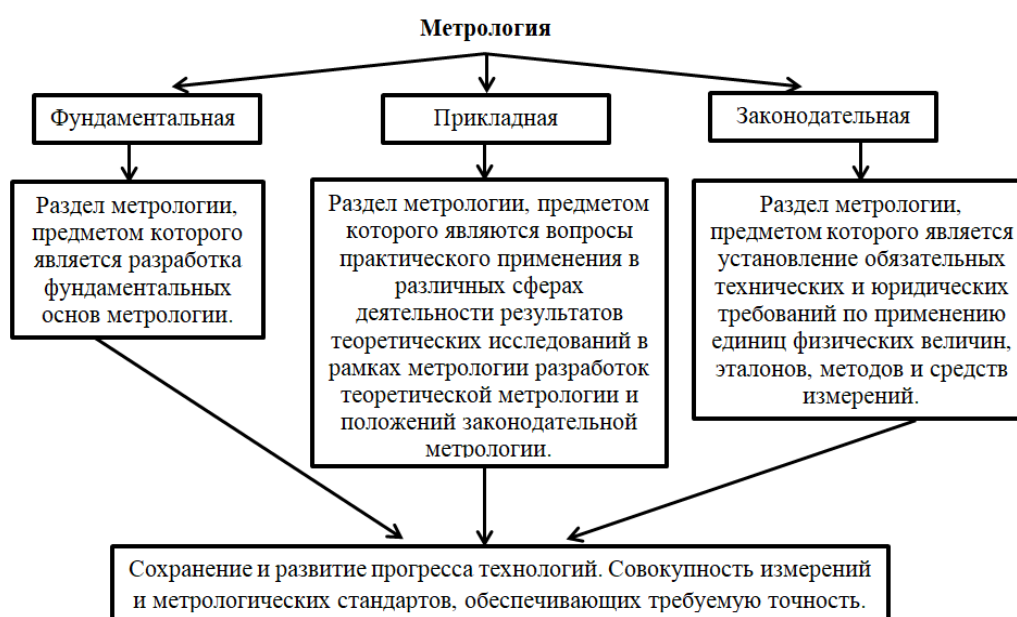 Метрология
Фундаментальная
Прикладная
Законодательная
Раздел метрологии,
предметом которого
является разработка
фундаментальных
основ метрологии.
Раздел метрологии, предметом
которого являются вопросы
практического применения в
различных сферах
деятельности результатов
теоретических исследований в
рамках метрологии разработок
теоретической метрологии и
положений законодательной
метрологии.
Раздел метрологии,
предметом которого является
установление обязательных
технических и юридических
требований по применению
единиц физических величин,
эталонов, методов и средств
измерений.
Сохранение и развитие прогресса технологий. Совокупность измерений
и метрологических стандартов, обеспечивающих требуемую точность.